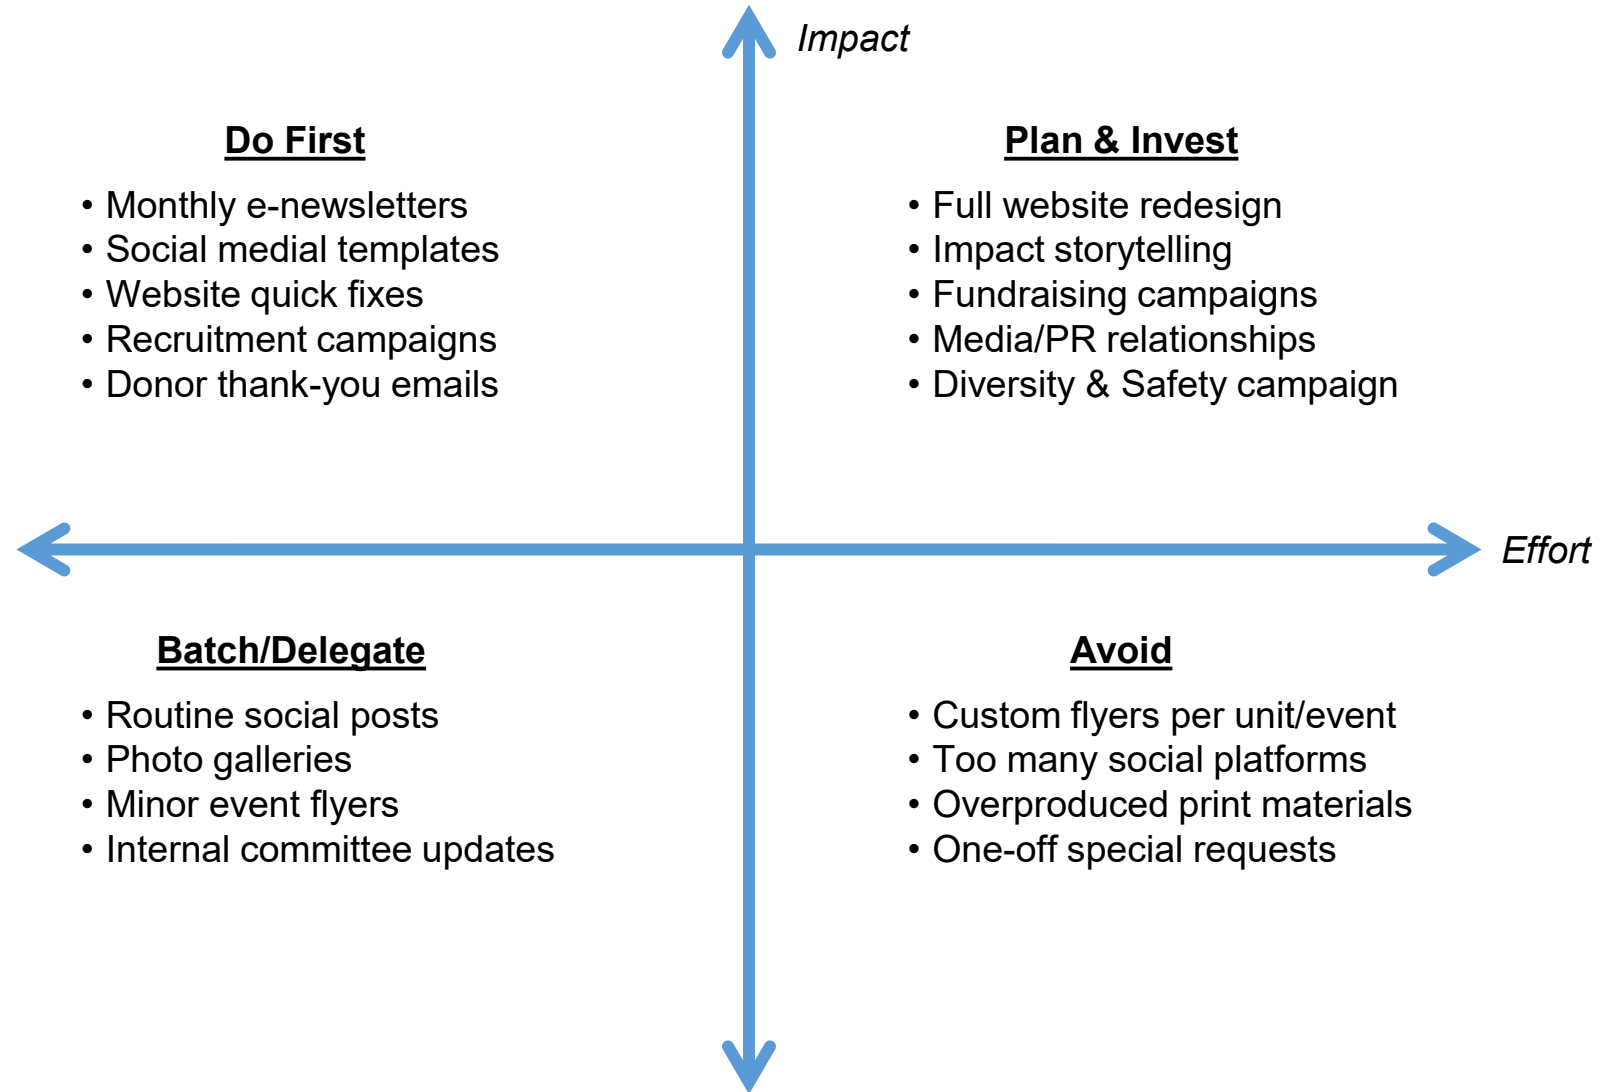 Impact
Do First
• Monthly e-newsletters
• Social medial templates
• Website quick fixes
• Recruitment campaigns
• Donor thank-you emails
Plan & Invest
• Full website redesign
• Impact storytelling
• Fundraising campaigns
• Media/PR relationships
• Diversity & Safety campaign
Effort
Batch/Delegate
• Routine social posts
• Photo galleries
• Minor event flyers
• Internal committee updates
Avoid
• Custom flyers per unit/event
• Too many social platforms
• Overproduced print materials
• One-off special requests